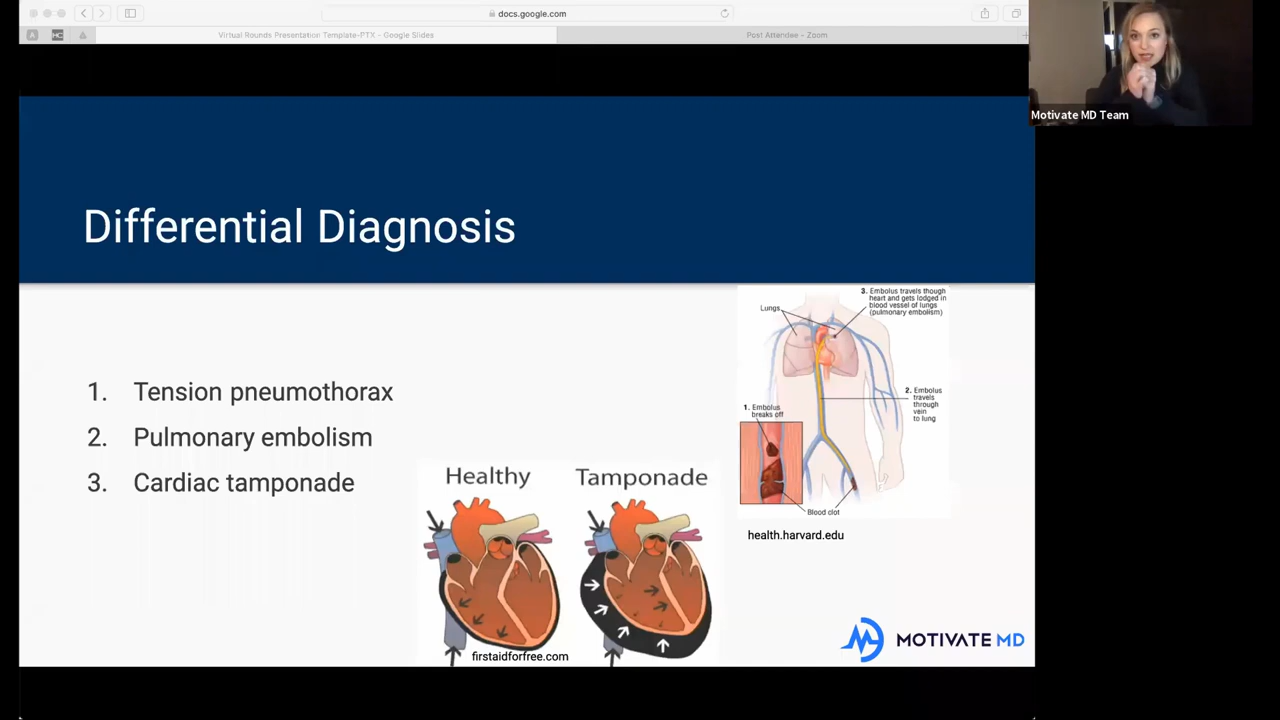 docs.google.com
Virtual Rounds Presentation Template-PTX - Google Slides
Post Attendee - Zoom
Motivate MD Team
Differential Diagnosis
1. Tension pneumothorax
2. Pulmonary embolism
3. Cardiac tamponade
Healthy
Tamponade
firstaidforfree.com
3. Embolus travels though
heart and gets lodged in
blood vessel of lungs
(pulmonary embolism)
Lungs
2. Embolus
travels
through
vein
to lung
1. Embolus
breaks off
Blood clot
health.harvard.edu
MOTIVATE MD